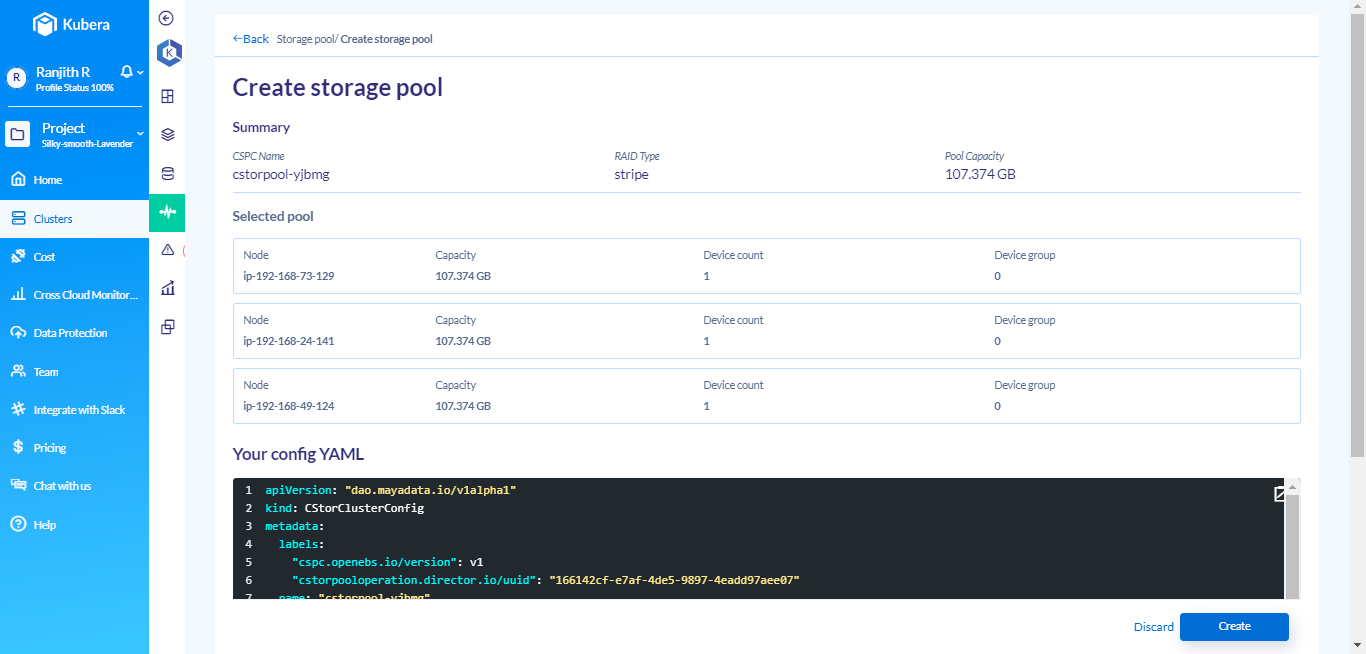 Kubera
R
Ranjith R
Profile Status 100%
Project
Silky-smooth-Lavender
Home
Clusters
Cost
Cross Cloud Monitor...
Data Protection
Team
Integrate with Slack
Pricing
Chat with us
Help
K
←Back Storage pool/ Create storage pool
Create storage pool
Summary
CSPC Name RAID Type Pool Capacity
cstorpool-yjbmg stripe 107.374 GB
Selected pool
Node Capacity Device count Device group
ip-192-168-73-129 107.374 GB 1 0
Node Capacity Device count Device group
ip-192-168-24-141 107.374 GB 1 0
Node Capacity Device count Device group
ip-192-168-49-124 107.374 GB 1 0
Your config YAML
1 apiVersion: "dao.mayadata.io/v1alpha1"
2 kind: CStorClusterConfig
3 metadata:
4 labels:
5 "cspc.openebs.io/version": v1
6 "cstorpooloperation.director.io/uuid": "166142cf-e7af-4de5-9897-4eadd97aee07"
7 name: "cstorpool-yjbmg"
Discard Create